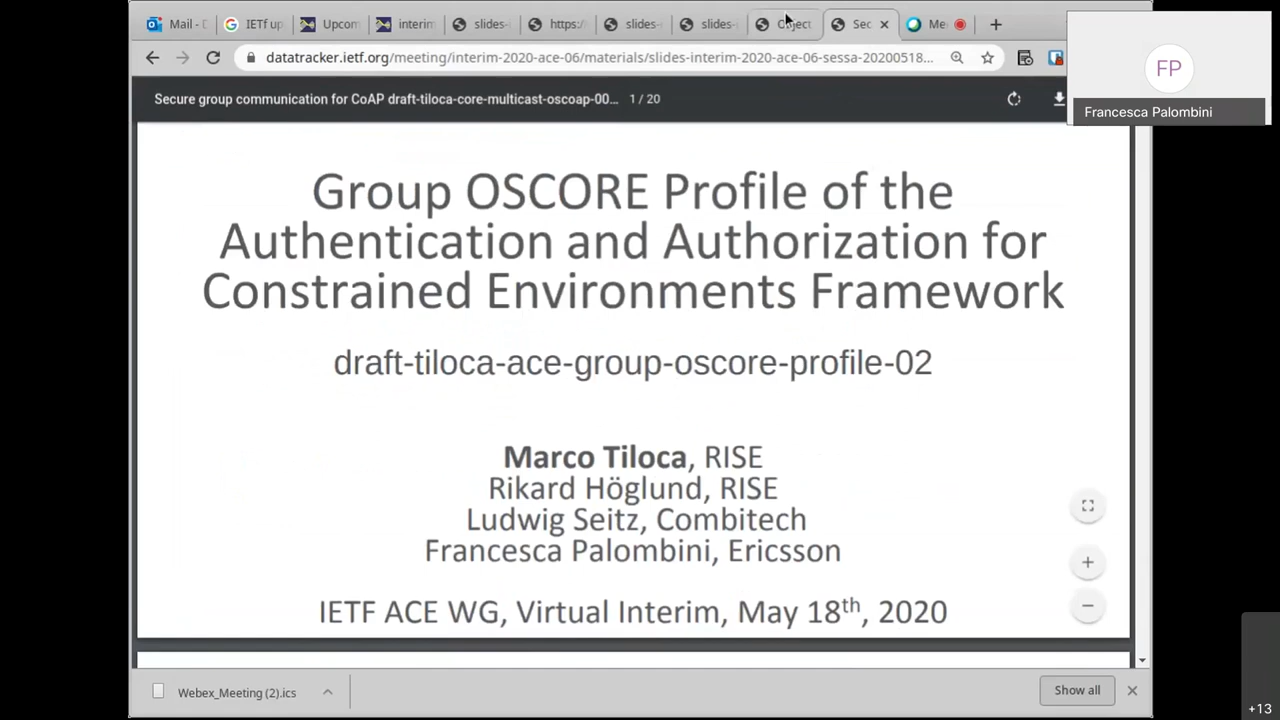 Mail - D
IETf up
Upcom
interim
slides-i
https:/
slides-i
slides-i
Object
Sec
Me
datatracker.ietf.org/meeting/interim-2020-ace-06/materials/slides-interim-2020-ace-06-sessa-20200518...
FP
Francesca Palombini
Secure group communication for CoAP draft-tiloca-core-multicast-oscoap-00...
1 / 20
Group OSCORE Profile of the
Authentication and Authorization for
Constrained Environments Framework
draft-tiloca-ace-group-oscore-profile-02
Marco Tiloca, RISE
Rikard Höglund, RISE
Ludwig Seitz, Combitech
Francesca Palombini, Ericsson
IETF ACE WG, Virtual Interim, May 18th, 2020
Webex_Meeting (2).ics
Show all
+13